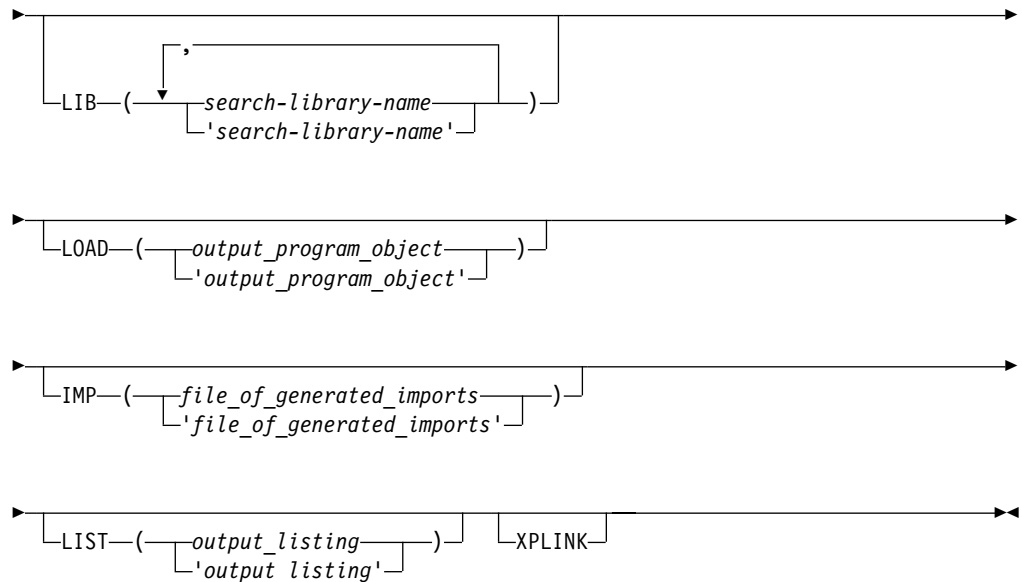 ,
LIB ( search-library-name )
'search-library-name'
LOAD ( output_program_object )
'output_program_object'
IMP ( file_of_generated_imports )
'file_of_generated_imports'
LIST ( output_listing ) XPLINK
'output listing'